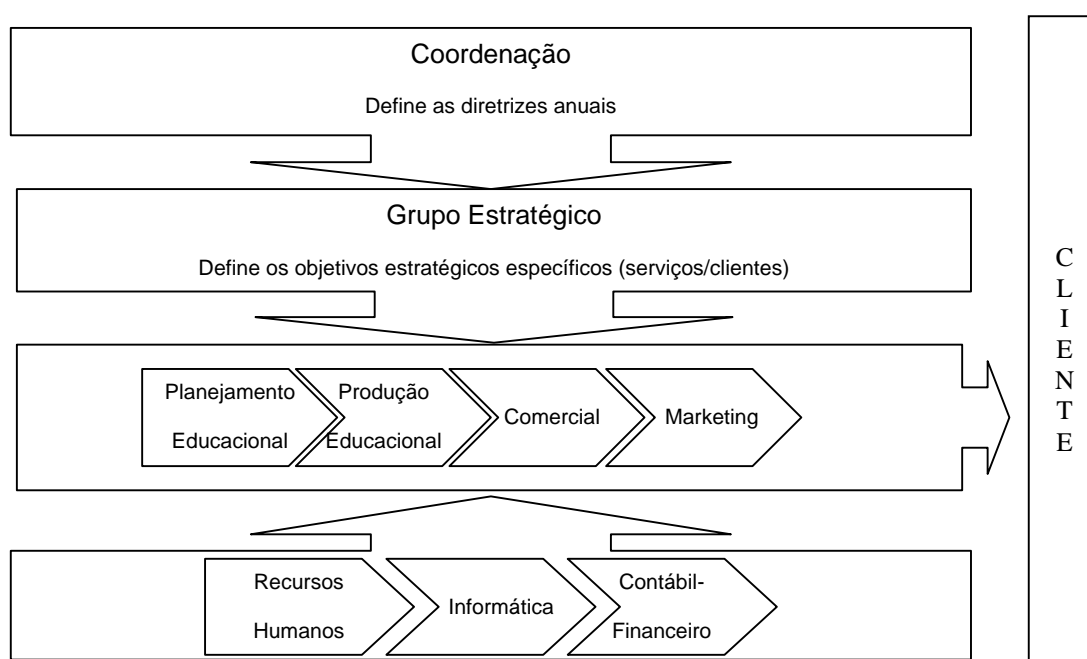 Coordenação
Define as diretrizes anuais
Grupo Estratégico
Define os objetivos estratégicos específicos (serviços/clientes)
Planejamento
Educacional
Produção
Educacional
Comercial
Marketing
Recursos
Humanos
Informática
Contábil-
Financeiro
C
L
I
E
N
T
E